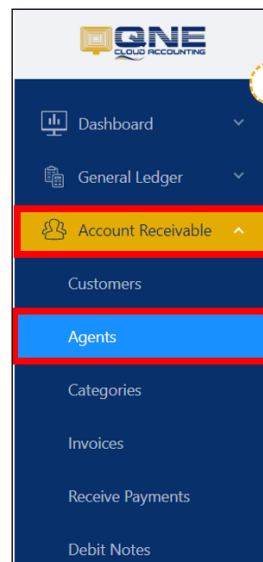 QNE
CLOUD ACCOUNTING
Dashboard
General Ledger
Account Receivable
Customers
Agents
Categories
Invoices
Receive Payments
Debit Notes